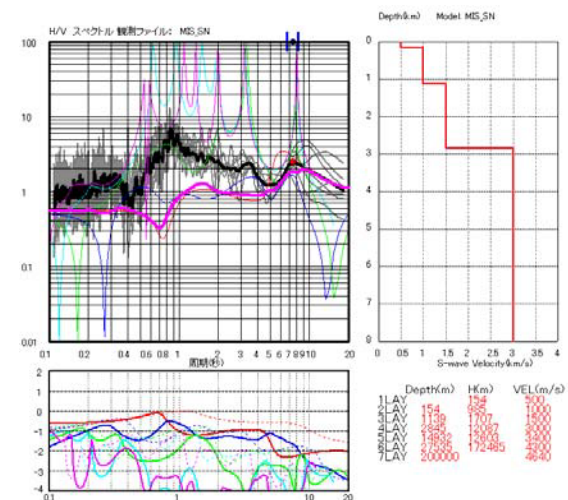 H/V スペクトル 観測ファイル: MIS_SN
100
10
1
0.1
0.01
0.1 0.2 0.4 0.6 0.8 1 2 3 4 5 6 7 8 9 10 20
周期(秒)
2
1
0
-1
-2
-3
-4
0.1 1 10 20
Depth(km) Model. MIS_SN
0
1
2
3
4
5
6
7
8
0 0.5 1 1.5 2 2.5 3 3.5 4
S-wave Velocity(km/s)
Depth(m) H(m) VEL(m/s)
1LAY 154 500
2LAY 154 985 1000
3LAY 1139 1707
4LAY 2845
5LAY
6LAY 172485
7LAY 200000 4640